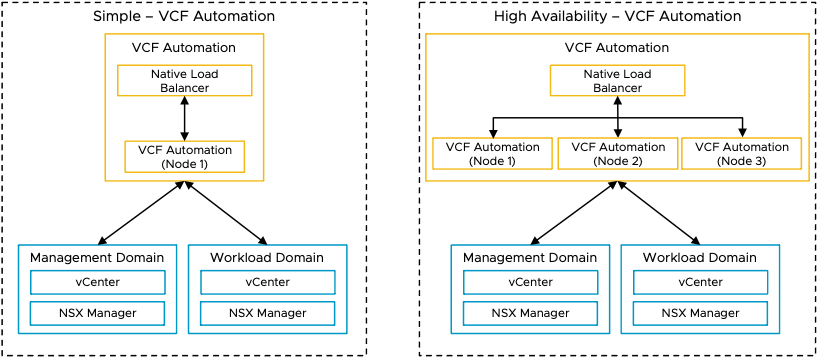 Simple – VCF Automation
VCF Automation
Native Load
Balancer
VCF Automation
(Node 1)
Management Domain
vCenter
NSX Manager
Workload Domain
vCenter
NSX Manager
High Availability – VCF Automation
VCF Automation
Native Load
Balancer
VCF Automation
(Node 1)
VCF Automation
(Node 2)
VCF Automation
(Node 3)
Management Domain
vCenter
NSX Manager
Workload Domain
vCenter
NSX Manager